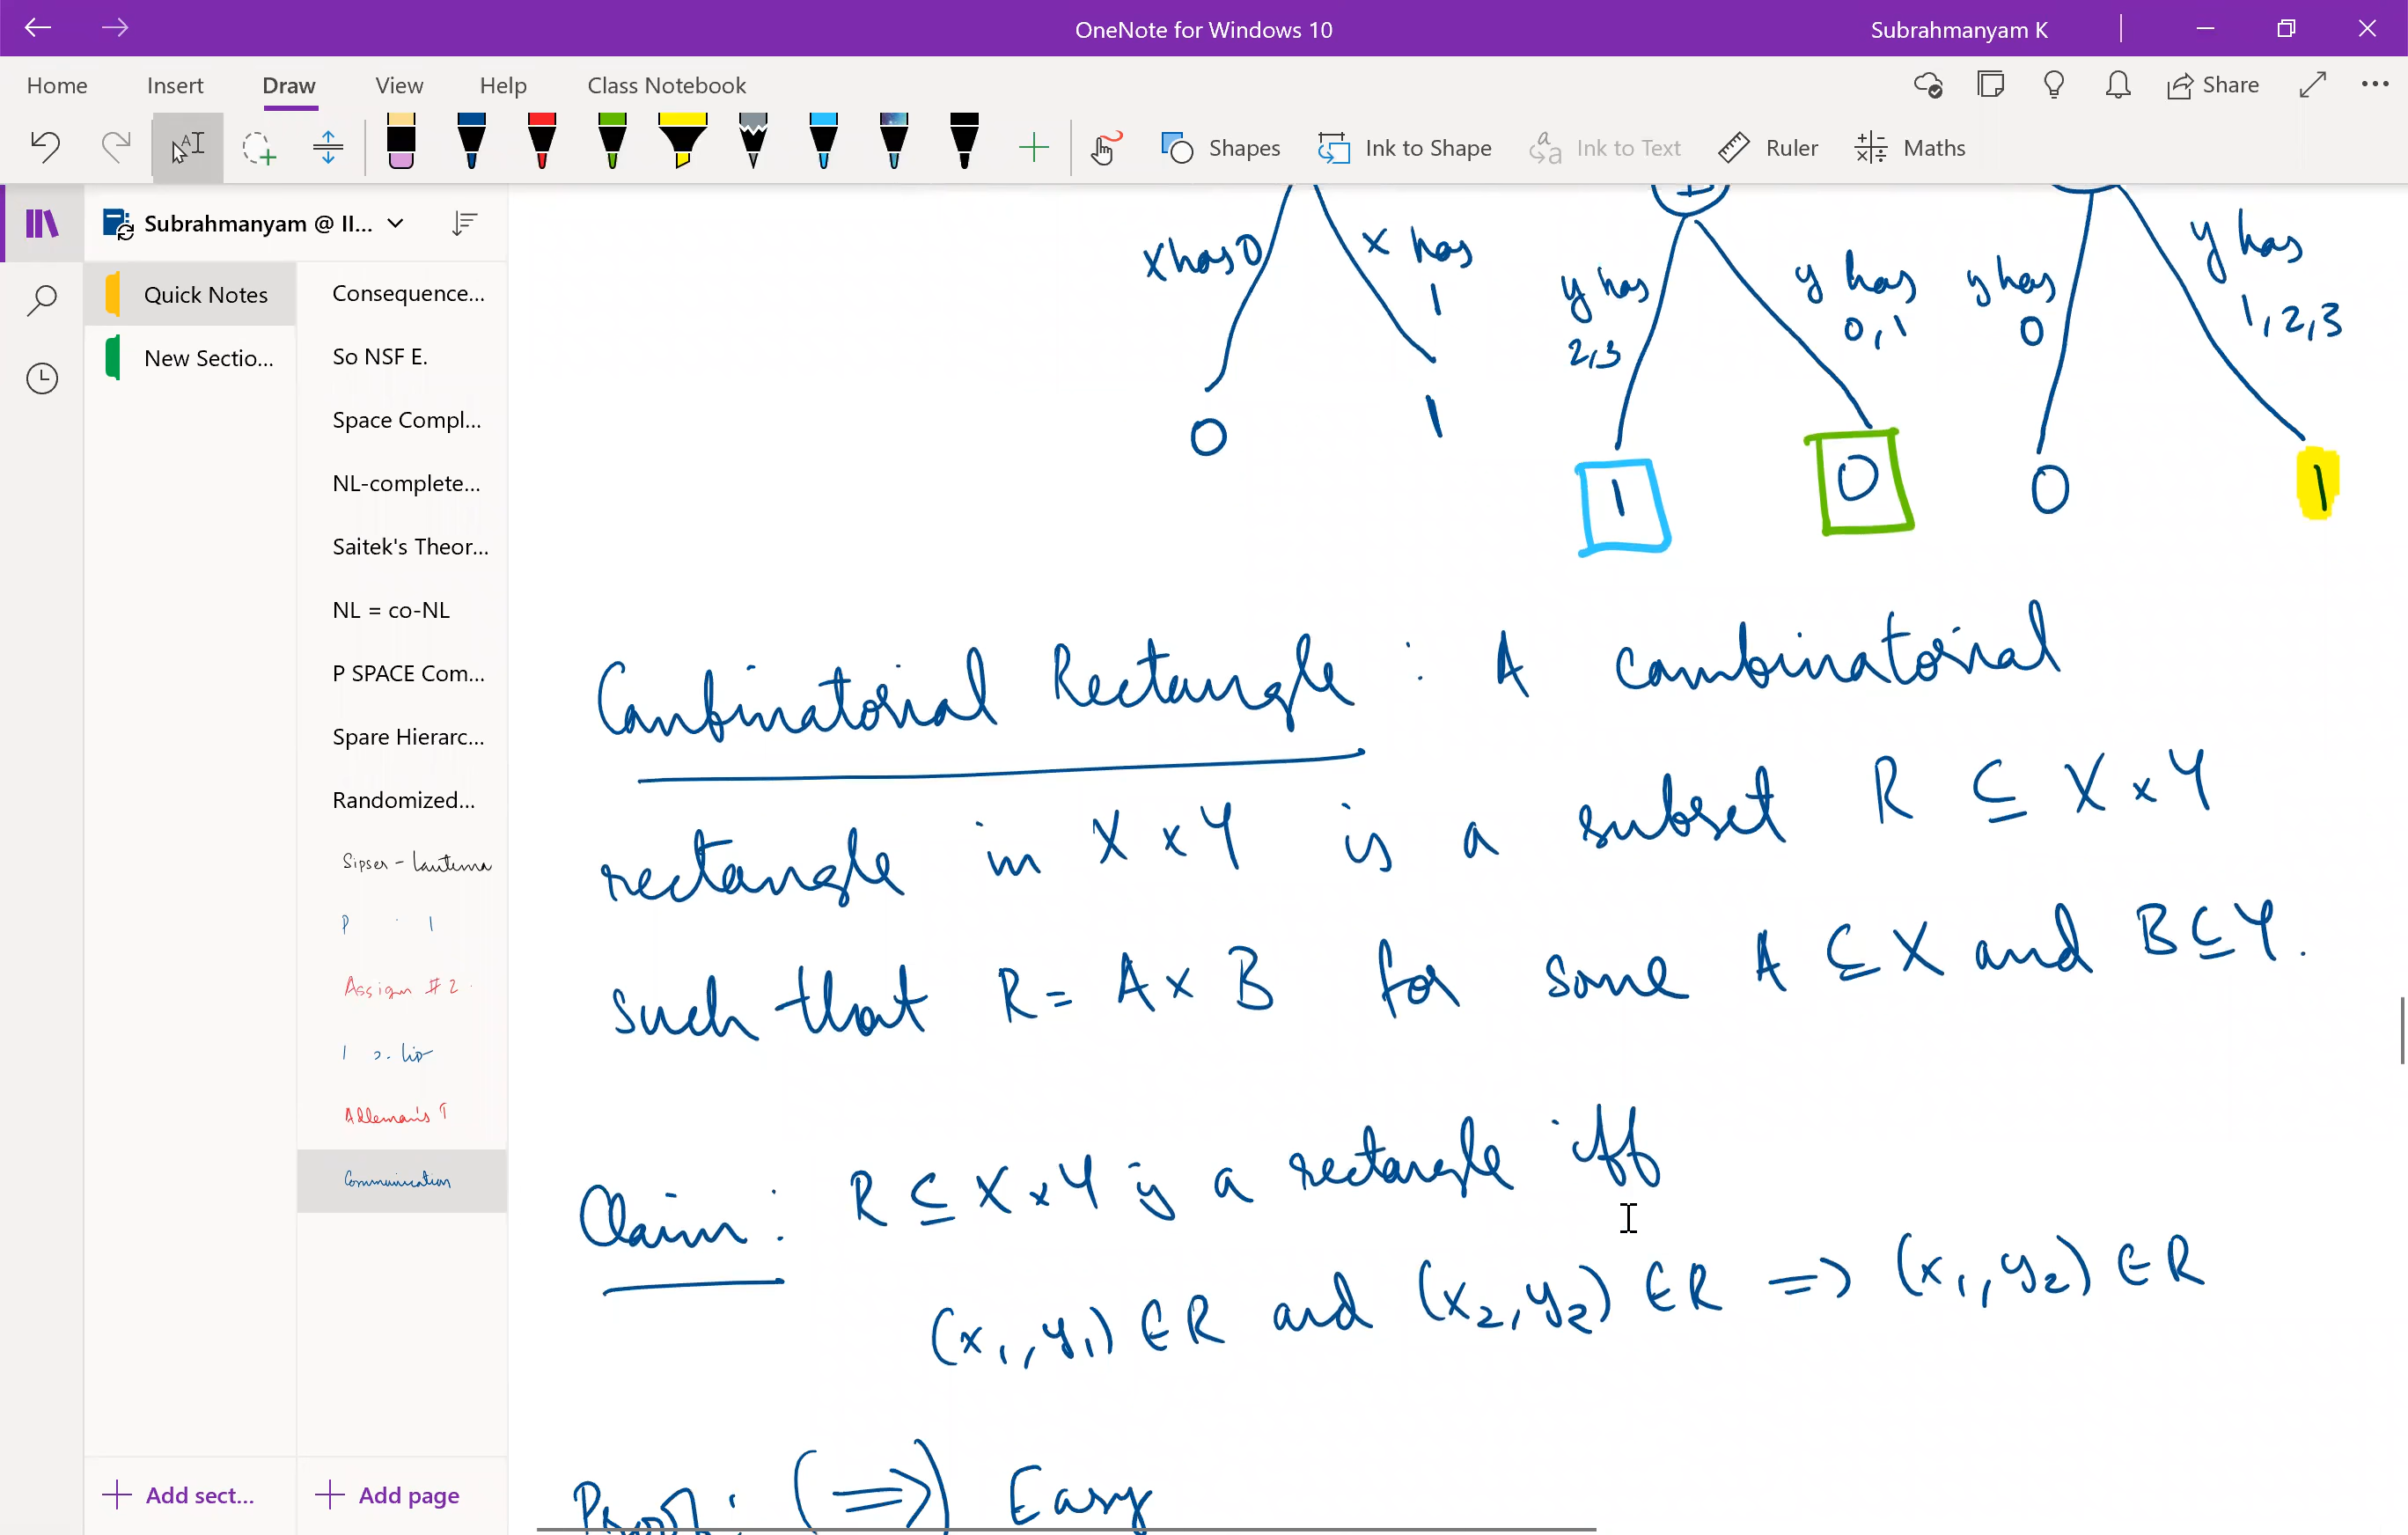 OneNote for Windows 10
Subrahmanyam K
Home Insert Draw View Help Class Notebook
Share
Shapes Ink to Shape Ink to Text Ruler Maths
Subrahmanyam @ II...
Quick Notes
New Sectio...
Consequence...
So NSF E.
Space Compl...
NL-complete...
Saitek's Theor...
NL = co-NL
P SPACE Com...
Spare Hierarc...
Randomized...
Sipser - Lautema
Assign #2
Communication
Add sect...
Add page
x has 0
x has 1
y has 2,3
y has 0,1
y has 0
y has 1,2,3
0 1 1 0 0 1
Combinatorial Rectangle : A combinatorial
rectangle in X × Y is a subset R ⊆ X × Y
such that R = A × B for some A ⊆ X and B ⊆ Y.
Claim : R ⊆ X × Y is a rectangle iff
(x₁, y₁) ∈ R and (x₂, y₂) ∈ R => (x₁, y₂) ∈ R
Proof : (=>) Easy